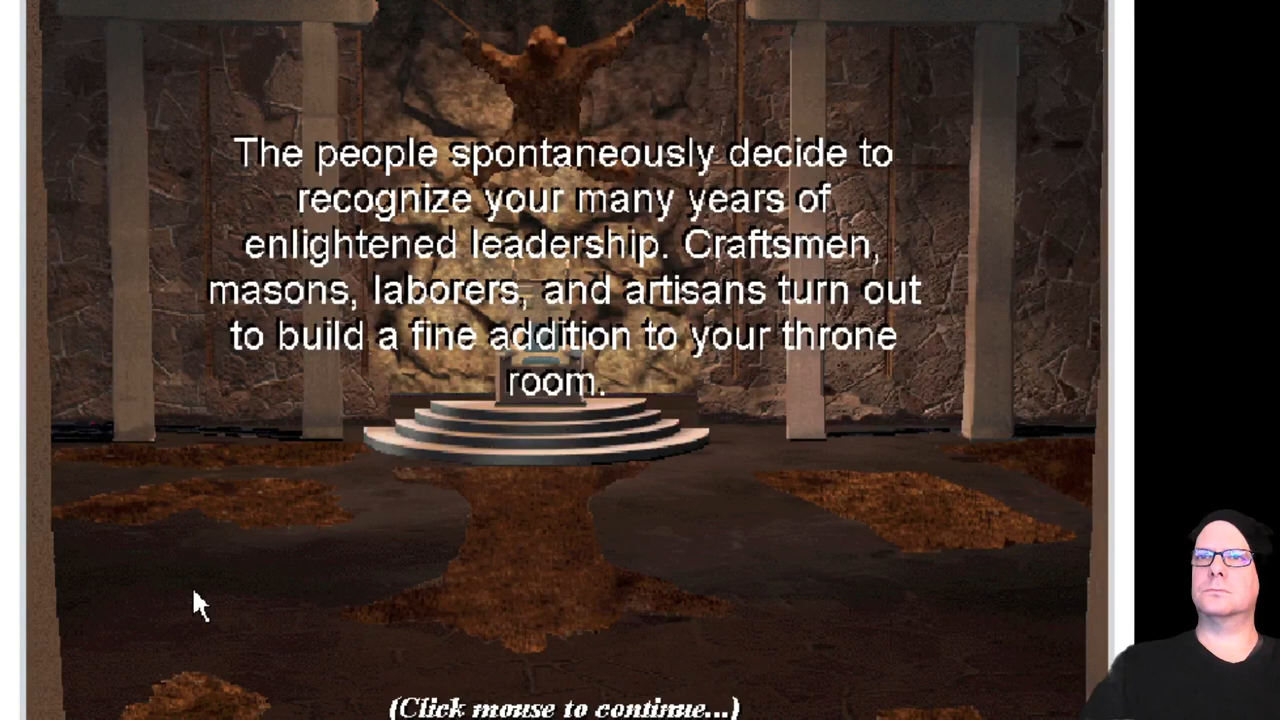 The people spontaneously decide to
recognize your many years of
enlightened leadership. Craftsmen,
masons, laborers, and artisans turn out
to build a fine addition to your throne
room.
(Click mouse to continue...)